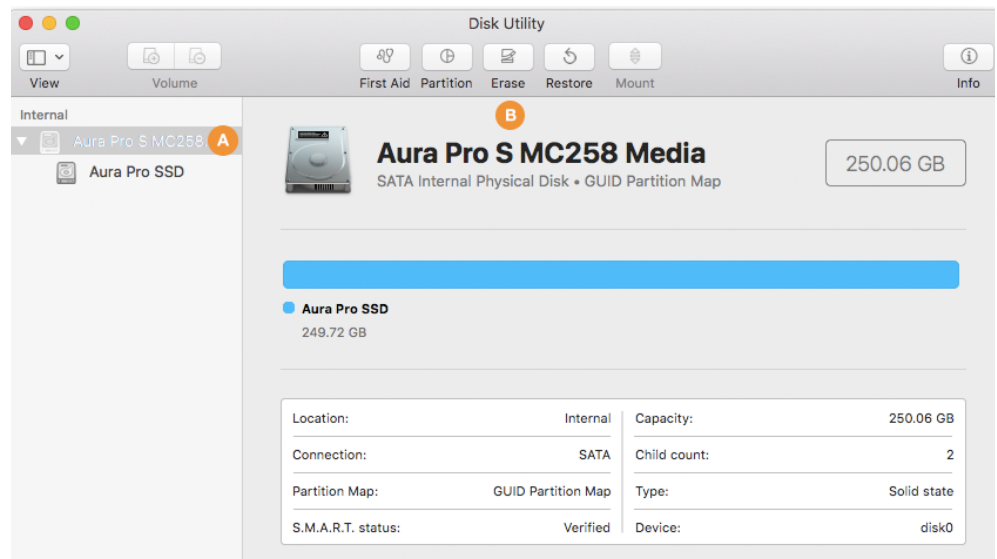 Disk Utility
View
Volume
First Aid
Partition
Erase
Restore
Mount
Info
Internal
Aura Pro S MC258
A
Aura Pro SSD
B
Aura Pro S MC258 Media
SATA Internal Physical Disk • GUID Partition Map
250.06 GB
Aura Pro SSD
249.72 GB
Location: Internal
Capacity: 250.06 GB
Connection: SATA
Child count: 2
Partition Map: GUID Partition Map
Type: Solid state
S.M.A.R.T. status: Verified
Device: disk0